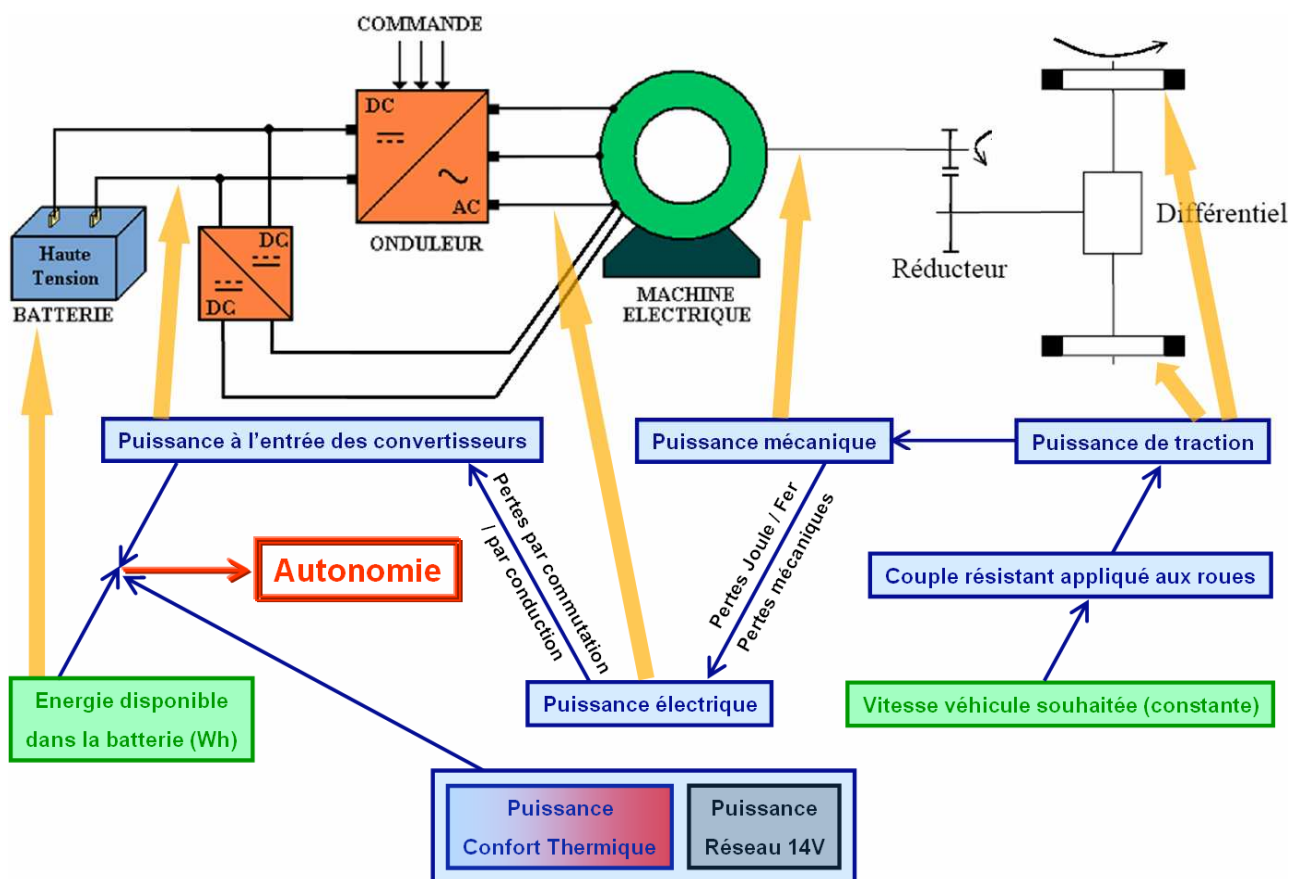 COMMANDE
DC
AC
ONDULEUR
Haute
Tension
BATTERIE
DC
DC
MACHINE
ELECTRIQUE
Réducteur
Différentiel
Puissance à l'entrée des convertisseurs
Puissance mécanique
Puissance de traction
Pertes par commutation
/ par conduction
Pertes Joule / Fer
Pertes mécaniques
Autonomie
Couple résistant appliqué aux roues
Energie disponible
dans la batterie (Wh)
Puissance électrique
Vitesse véhicule souhaitée (constante)
Puissance
Confort Thermique
Puissance
Réseau 14V